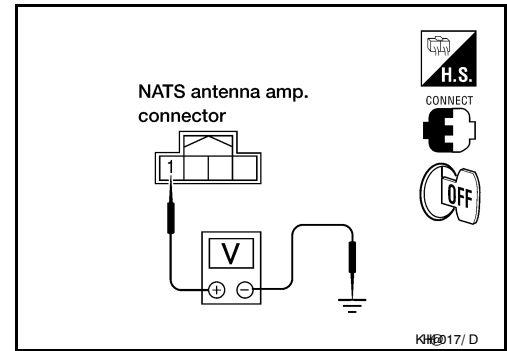 NATS antenna amp.
connector
1
V
+ −
H.S.
CONNECT
OFF